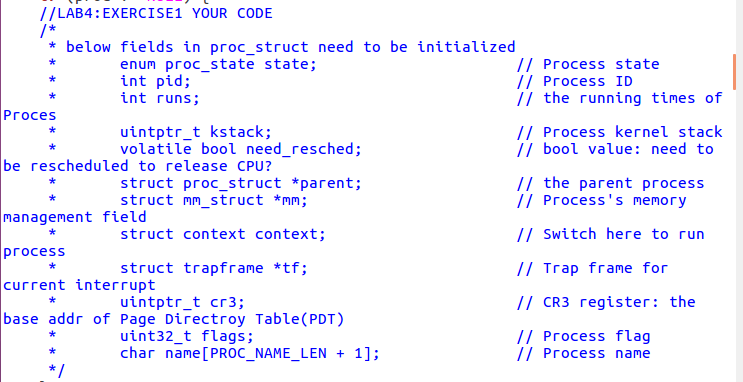 //LAB4:EXERCISE1 YOUR CODE
/*
 * below fields in proc_struct need to be initialized
 *       enum proc_state state;                      // Process state
 *       int pid;                                    // Process ID
 *       int runs;                                   // the running times of
Proces
 *       uintptr_t kstack;                           // Process kernel stack
 *       volatile bool need_resched;                 // bool value: need to
be rescheduled to release CPU?
 *       struct proc_struct *parent;                 // the parent process
 *       struct mm_struct *mm;                       // Process's memory
management field
 *       struct context context;                     // Switch here to run
process
 *       struct trapframe *tf;                       // Trap frame for
current interrupt
 *       uintptr_t cr3;                              // CR3 register: the
base addr of Page Directroy Table(PDT)
 *       uint32_t flags;                             // Process flag
 *       char name[PROC_NAME_LEN + 1];               // Process name
 */